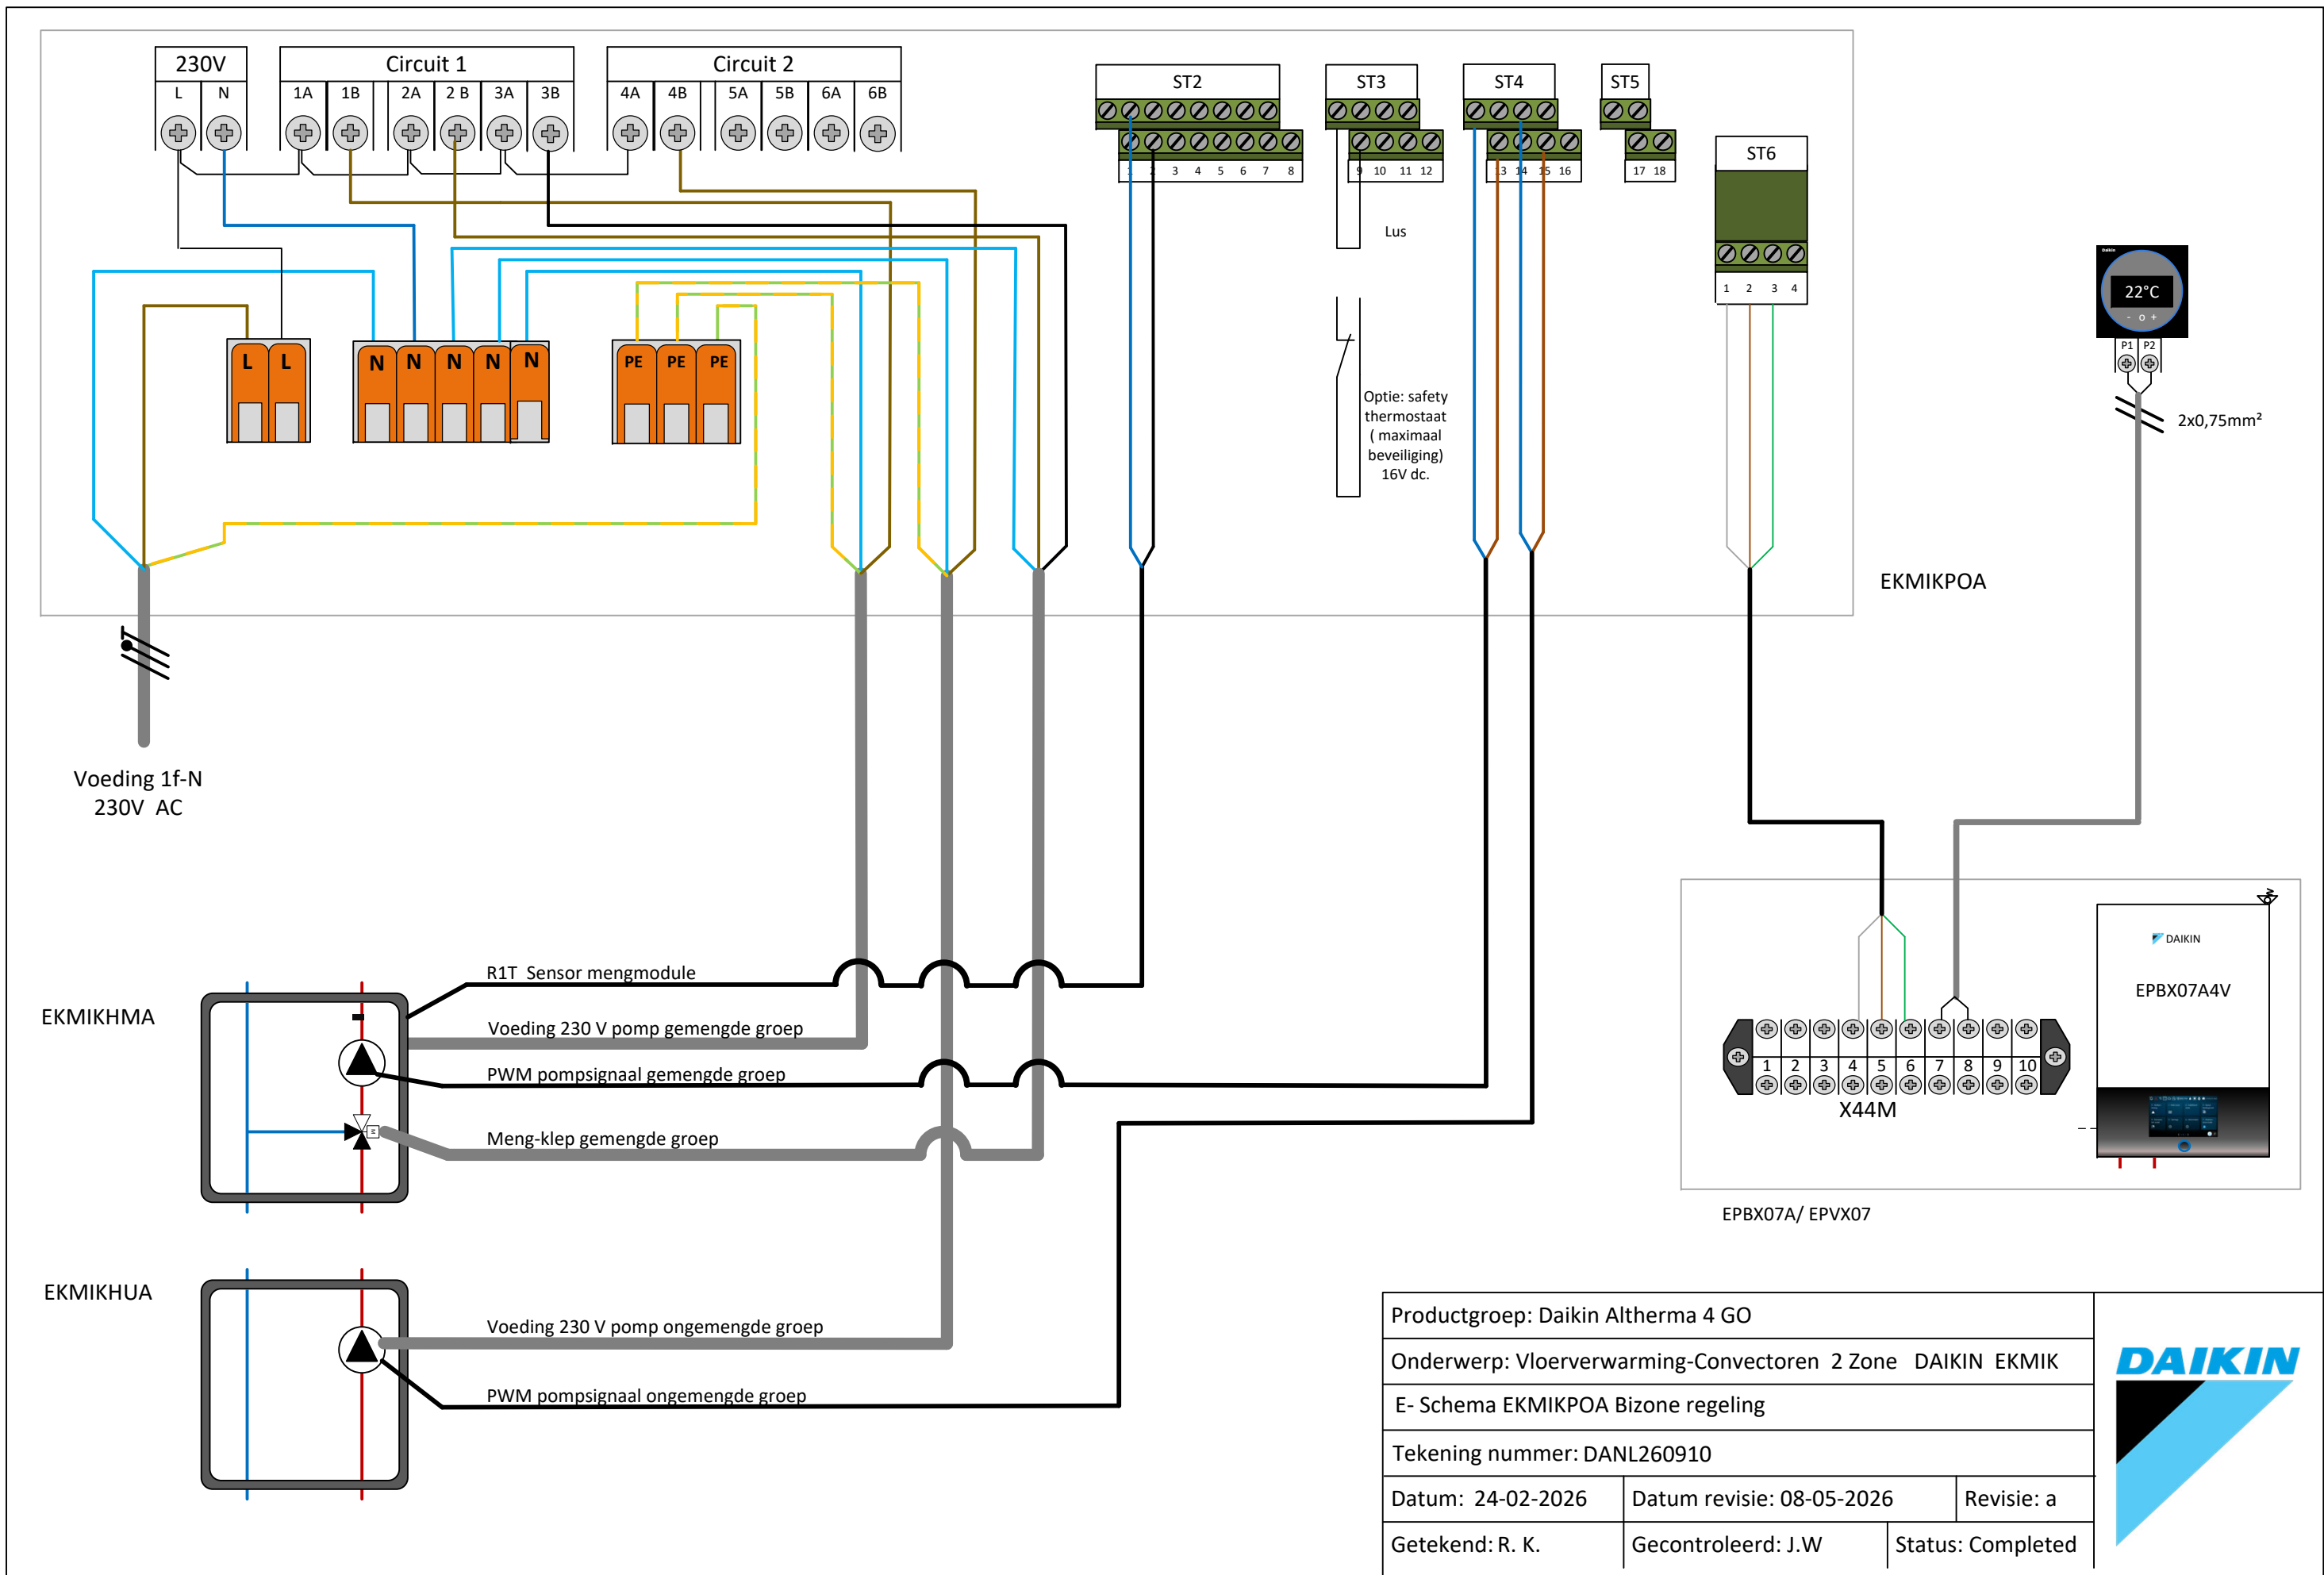 230V
Circuit 1
Circuit 2
L N
1A 1B 2A 2 B 3A 3B
4A 4B 5A 5B 6A 6B
ST2
ST3
ST4
ST5
ST6
1 2 3 4 5 6 7 8
9 10 11 12
13 14 15 16
17 18
1 2 3 4
Lus
Optie: safety
thermostaat
( maximaal
beveiliging)
16V dc.
L L
N N N N N
PE PE PE
Daikin
22°C
- o +
P1 P2
2x0,75mm²
EKMIKPOA
Voeding 1f-N
230V AC
EKMIKHMA
R1T Sensor mengmodule
Voeding 230 V pomp gemengde groep
PWM pompsignaal gemengde groep
Meng-klep gemengde groep
M
EKMIKHUA
Voeding 230 V pomp ongemengde groep
PWM pompsignaal ongemengde groep
1 2 3 4 5 6 7 8 9 10
X44M
DAIKIN
EPBX07A4V
EPBX07A/ EPVX07
Productgroep: Daikin Altherma 4 GO
Onderwerp: Vloerverwarming-Convectoren 2 Zone DAIKIN EKMIK
E- Schema EKMIKPOA Bizone regeling
Tekening nummer: DANL260910
Datum: 24-02-2026
Datum revisie: 08-05-2026
Revisie: a
Getekend: R. K.
Gecontroleerd: J.W
Status: Completed
DAIKIN